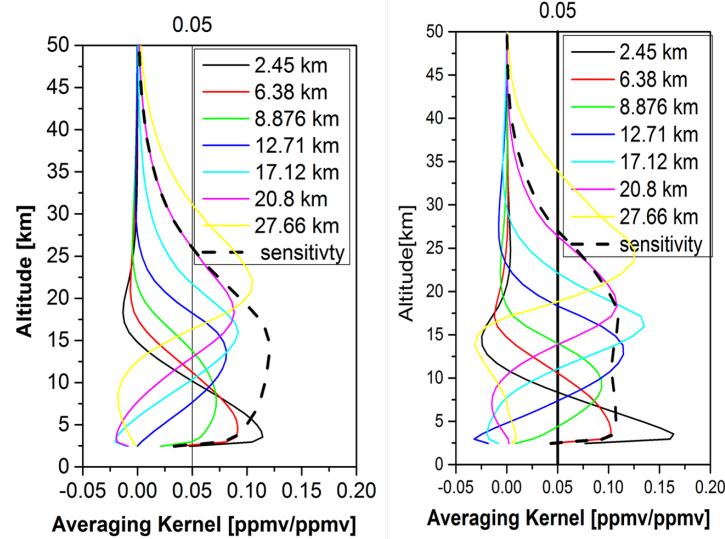 0.05
50
45
40
35
30
25
20
15
10
5
0
Altitude [km]
2.45 km
6.38 km
8.876 km
12.71 km
17.12 km
20.8 km
27.66 km
sensitivty
-0.05 0.00 0.05 0.10 0.15 0.20
Averaging Kernel [ppmv/ppmv]
0.05
50
45
40
35
30
25
20
15
10
5
0
Altitude[km]
2.45 km
6.38 km
8.876 km
12.71 km
17.12 km
20.8 km
27.66 km
sensitivty
-0.05 0.00 0.05 0.10 0.15 0.20
Averaging Kernel [ppmv/ppmv]